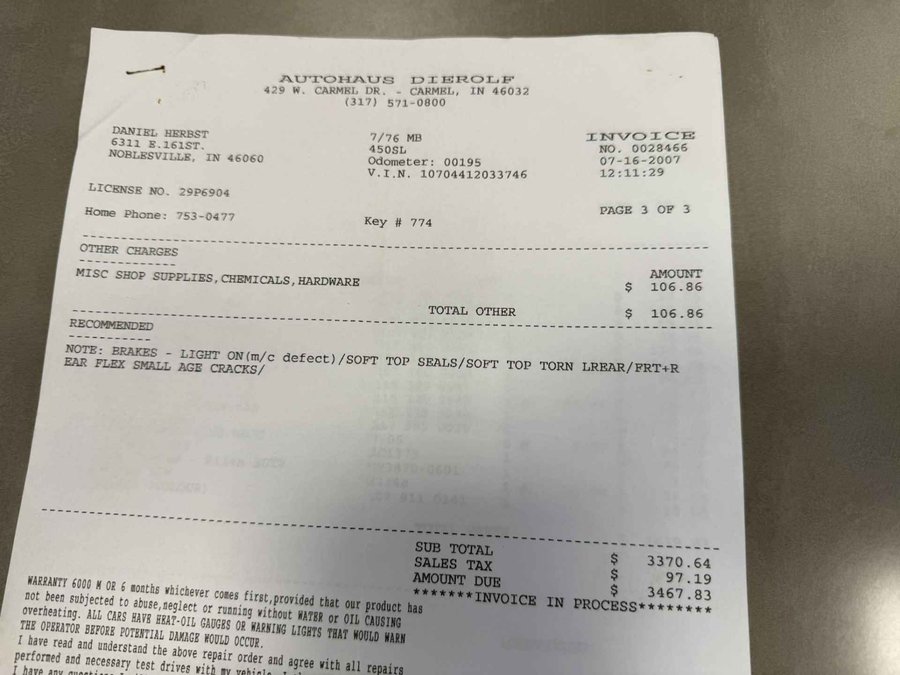 AUTOHAUS DIEROLF
429 W. CARMEL DR. - CARMEL, IN 46032
(317) 571-0800
DANIEL HERBST
6311 E.161ST.
NOBLESVILLE, IN 46060
7/76 MB
450SL
Odometer: 00195
V.I.N. 10704412033746
INVOICE
NO. 0028466
07-16-2007
12:11:29
LICENSE NO. 29P6904
Home Phone: 753-0477
Key # 774
PAGE 3 OF 3
OTHER CHARGES
AMOUNT
MISC SHOP SUPPLIES,CHEMICALS,HARDWARE $ 106.86
TOTAL OTHER $ 106.86
RECOMMENDED
NOTE: BRAKES - LIGHT ON(m/c defect)/SOFT TOP SEALS/SOFT TOP TORN LREAR/FRT+R
EAR FLEX SMALL AGE CRACKS/
SUB TOTAL $ 3370.64
SALES TAX $ 97.19
AMOUNT DUE $ 3467.83
*******INVOICE IN PROCESS********
WARRANTY 6000 M OR 6 months whichever comes first,provided that our product has
not been subjected to abuse,neglect or running without WATER or OIL CAUSING
overheating. ALL CARS HAVE HEAT-OIL GAUGES OR WARNING LIGHTS THAT WOULD WARN
THE OPERATOR BEFORE POTENTIAL DAMAGE WOULD OCCUR.
I have read and understand the above repair order and agree with all repairs
performed and necessary test drives with my vehicle.
I have any questions